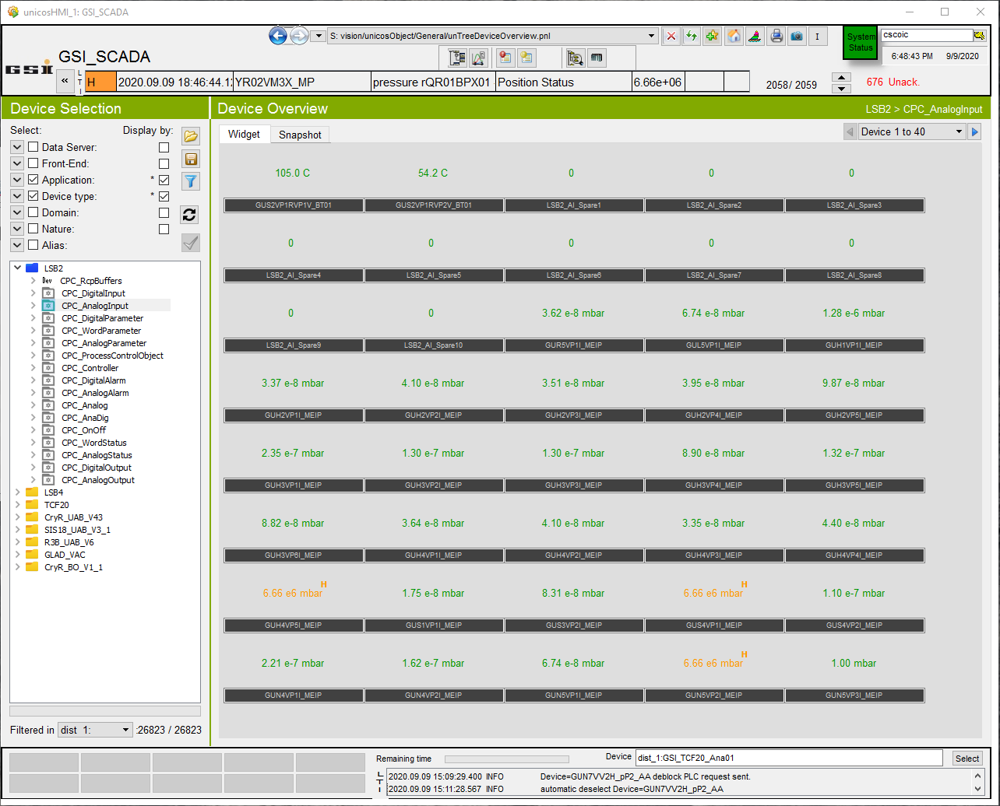 unicosHMI_1: GSI_SCADA
S: vision/unicosObject/General/unTreeDeviceOverview.pnl
I
System Status
cscoic
GSI
GSI_SCADA
6:48:43 PM 9/9/2020
«
L
T
I
H 2020.09.09 18:46:44.1 YR02VM3X_MP pressure rQR01BPX01 Position Status 6.66e+06
2058/ 2059
676 Unack.
Device Selection
Device Overview
LSB2 > CPC_AnalogInput
Select: Display by:
Data Server:
Front-End:
Application: *
Device type: *
Domain:
Nature:
Alias:
LSB2
Dev CPC_RcpBuffers
CPC_DigitalInput
CPC_AnalogInput
CPC_DigitalParameter
CPC_WordParameter
CPC_AnalogParameter
CPC_ProcessControlObject
CPC_Controller
CPC_DigitalAlarm
CPC_AnalogAlarm
CPC_Analog
CPC_AnaDig
CPC_OnOff
CPC_WordStatus
CPC_AnalogStatus
CPC_DigitalOutput
CPC_AnalogOutput
LSB4
TCF20
CryR_UAB_V43
SIS18_UAB_V3_1
R3B_UAB_V6
GLAD_VAC
CryR_BO_V1_1
Filtered in dist_1: :26823 / 26823
Widget Snapshot
Device 1 to 40
105.0 C 54.2 C 0 0 0
GUS2VP1RVP1V_BT01 GUS2VP1RVP2V_BT01 LSB2_AI_Spare1 LSB2_AI_Spare2 LSB2_AI_Spare3
0 0 0 0 0
LSB2_AI_Spare4 LSB2_AI_Spare5 LSB2_AI_Spare6 LSB2_AI_Spare7 LSB2_AI_Spare8
0 0 3.62 e-8 mbar 6.74 e-8 mbar 1.28 e-6 mbar
LSB2_AI_Spare9 LSB2_AI_Spare10 GUR5VP1I_MEIP GUL5VP1I_MEIP GUH1VP1I_MEIP
3.37 e-8 mbar 4.10 e-8 mbar 3.51 e-8 mbar 3.95 e-8 mbar 9.87 e-8 mbar
GUH2VP1I_MEIP GUH2VP2I_MEIP GUH2VP3I_MEIP GUH2VP4I_MEIP GUH2VP5I_MEIP
2.35 e-7 mbar 1.30 e-7 mbar 1.30 e-7 mbar 8.90 e-8 mbar 1.32 e-7 mbar
GUH3VP1I_MEIP GUH3VP2I_MEIP GUH3VP3I_MEIP GUH3VP4I_MEIP GUH3VP5I_MEIP
8.82 e-8 mbar 3.64 e-8 mbar 4.10 e-8 mbar 3.35 e-8 mbar 4.40 e-8 mbar
GUH3VP6I_MEIP GUH4VP1I_MEIP GUH4VP2I_MEIP GUH4VP3I_MEIP GUH4VP4I_MEIP
6.66 e6 mbar H 1.75 e-8 mbar 8.31 e-8 mbar 6.66 e6 mbar H 1.10 e-7 mbar
GUH4VP5I_MEIP GUS1VP1I_MEIP GUS3VP2I_MEIP GUS4VP1I_MEIP GUS4VP2I_MEIP
2.21 e-7 mbar 1.62 e-7 mbar 6.74 e-8 mbar 6.66 e6 mbar H 1.00 mbar
GUN4VP1I_MEIP GUN4VP2I_MEIP GUN5VP1I_MEIP GUN5VP2I_MEIP GUN5VP3I_MEIP
Remaining time
Device dist_1:GSI_TCF20_Ana01 Select
L
T
I
2020.09.09 15:09:29.400 INFO Device=GUN7VV2H_pP2_AA deblock PLC request sent.
2020.09.09 15:11:28.567 INFO automatic deselect Device=GUN7VV2H_pP2_AA